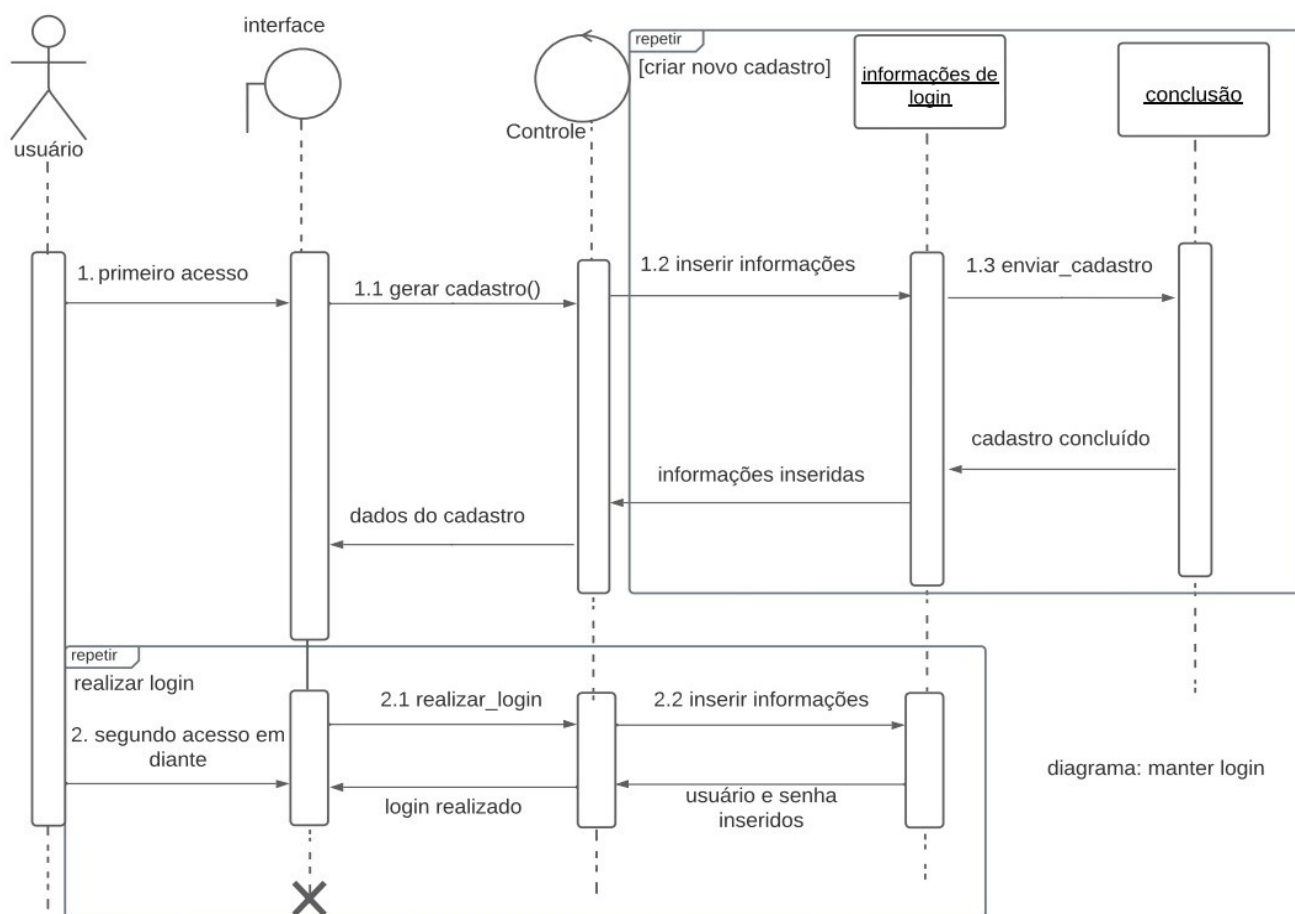 interface
repetir
[criar novo cadastro]
informações de
login
conclusão
Controle
usuário
1. primeiro acesso
1.1 gerar cadastro()
1.2 inserir informações
1.3 enviar_cadastro
cadastro concluído
informações inseridas
dados do cadastro
repetir
realizar login
2.1 realizar_login
2.2 inserir informações
2. segundo acesso em
diante
login realizado
usuário e senha
inseridos
diagrama: manter login